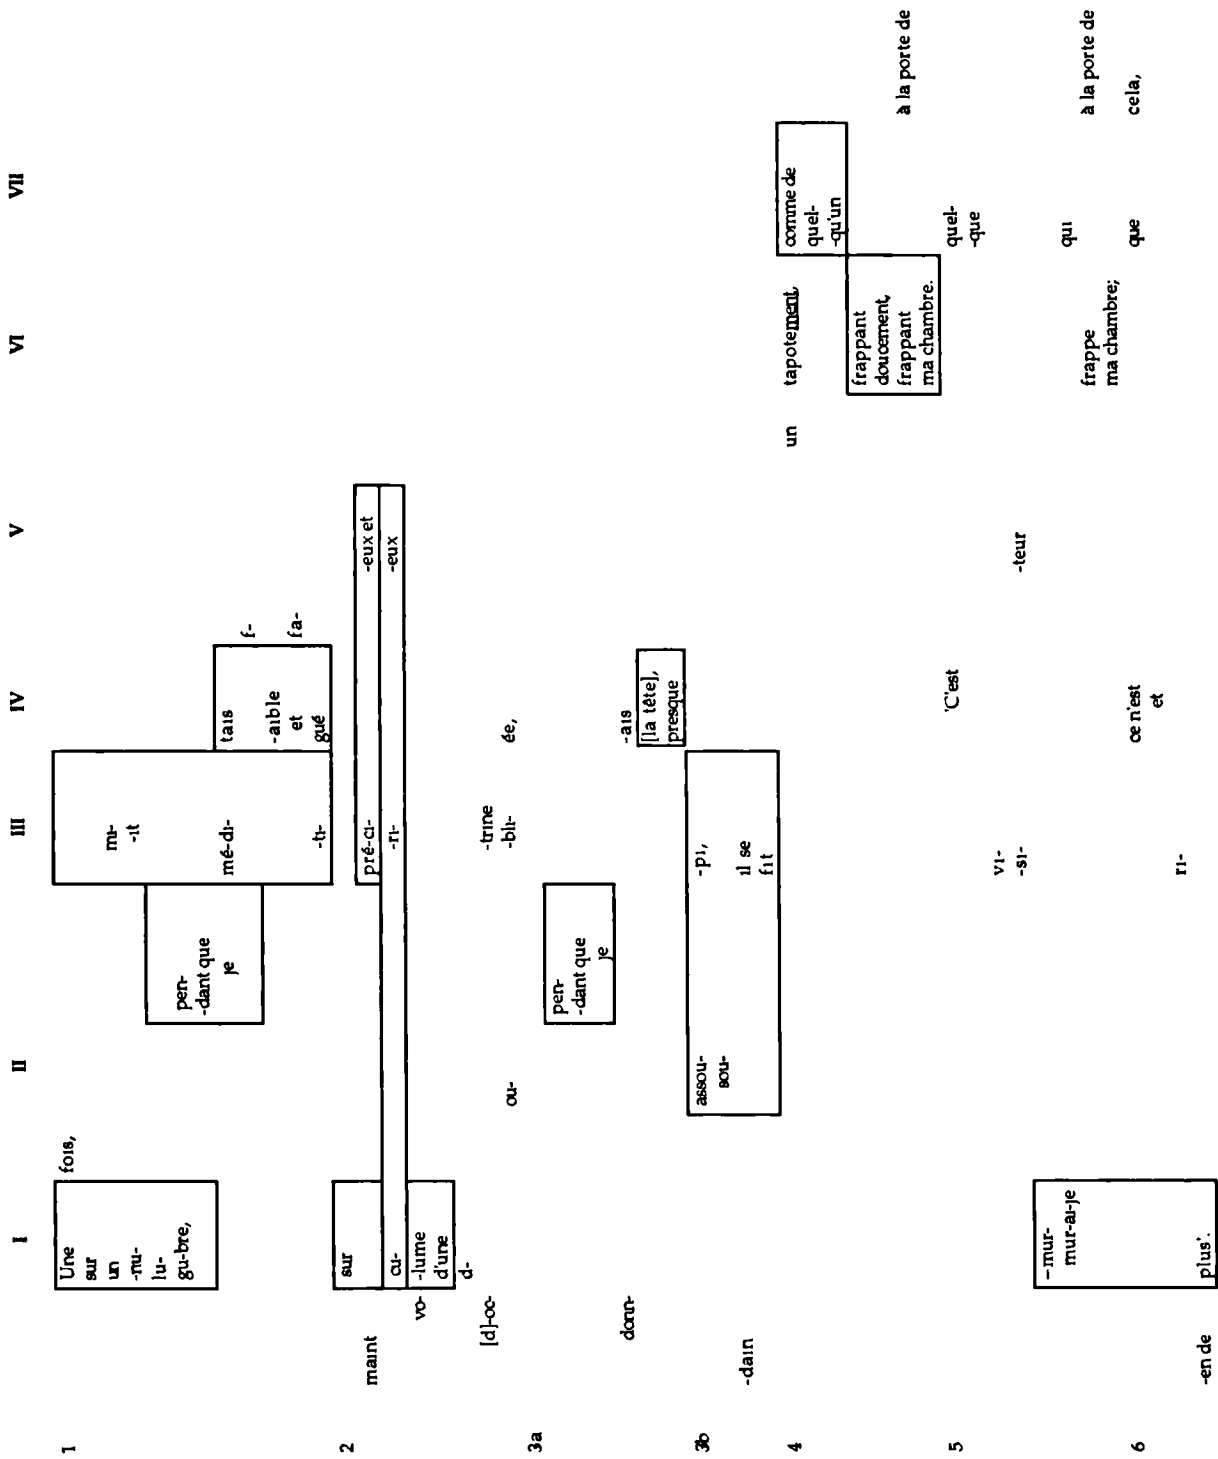 I II III IV V VI VII
1 Une fois,
sur
un mi-
-nu- -it
lu-
gu-bre, pen-
-dant que
je mé-di- tais
f-
-aible
et fa-
-ti- gué
2 sur
maint pré-ci- -eux et
cu- -ri- -eux
vo- -lume
d'une
d-
[d]-oc- -trine
ou- -bli- ée,
3a
pen-
-dant que
je
donn- -ais
[la tête],
presque
3b assou- -pi,
sou-
-dain il se
fit
4 un tapotement, comme de
quel-
-qu'un
frappant
doucement,
frappant à la porte de
ma chambre.
5 'C'est quel-
-que
vi-
-si- -teur
– mur-
mur-ai-je qui
frappe à la porte de
ma chambre;
6 ce n'est que cela,
et
ri-
-en de plus'.